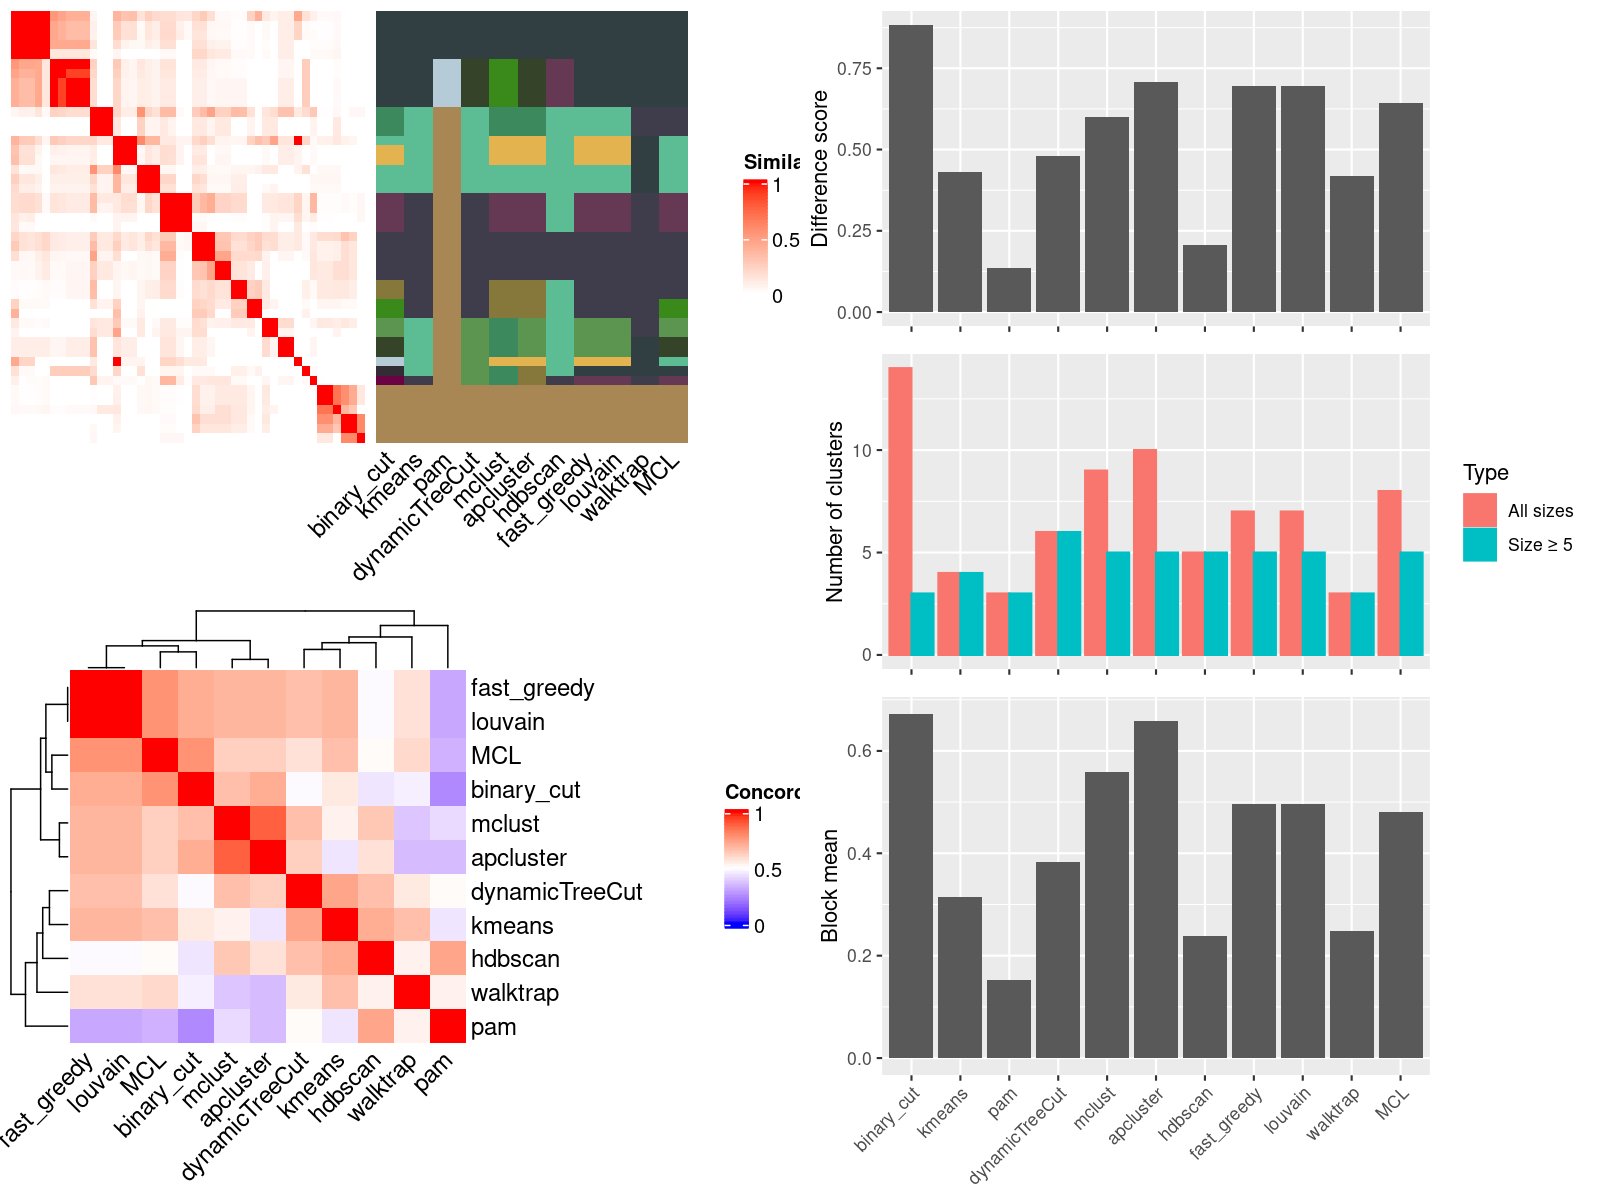 Simila
1
0.5
0
binary_cut
kmeans
pam
dynamicTreeCut
mclust
apcluster
hdbscan
fast_greedy
louvain
walktrap
MCL
fast_greedy
louvain
MCL
binary_cut
mclust
apcluster
dynamicTreeCut
kmeans
hdbscan
walktrap
pam
fast_greedy
louvain
MCL
binary_cut
mclust
apcluster
dynamicTreeCut
kmeans
hdbscan
walktrap
pam
Concord
1
0.5
0
Difference score
0.75
0.50
0.25
0.00
Number of clusters
10
5
0
Type
All sizes
Size ≥ 5
Block mean
0.6
0.4
0.2
0.0
binary_cut
kmeans
pam
dynamicTreeCut
mclust
apcluster
hdbscan
fast_greedy
louvain
walktrap
MCL